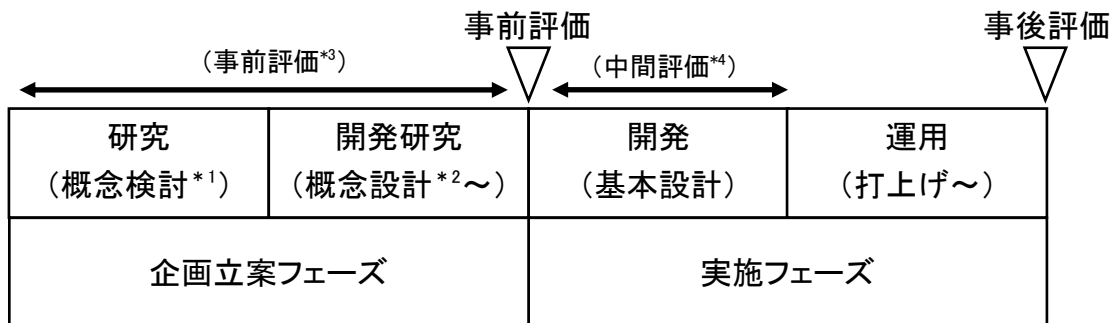 事前評価
事後評価
（事前評価*3）
（中間評価*4）
研究
（概念検討*1）
開発研究
（概念設計*2～）
開発
（基本設計）
運用
（打上げ～）
企画立案フェーズ
実施フェーズ